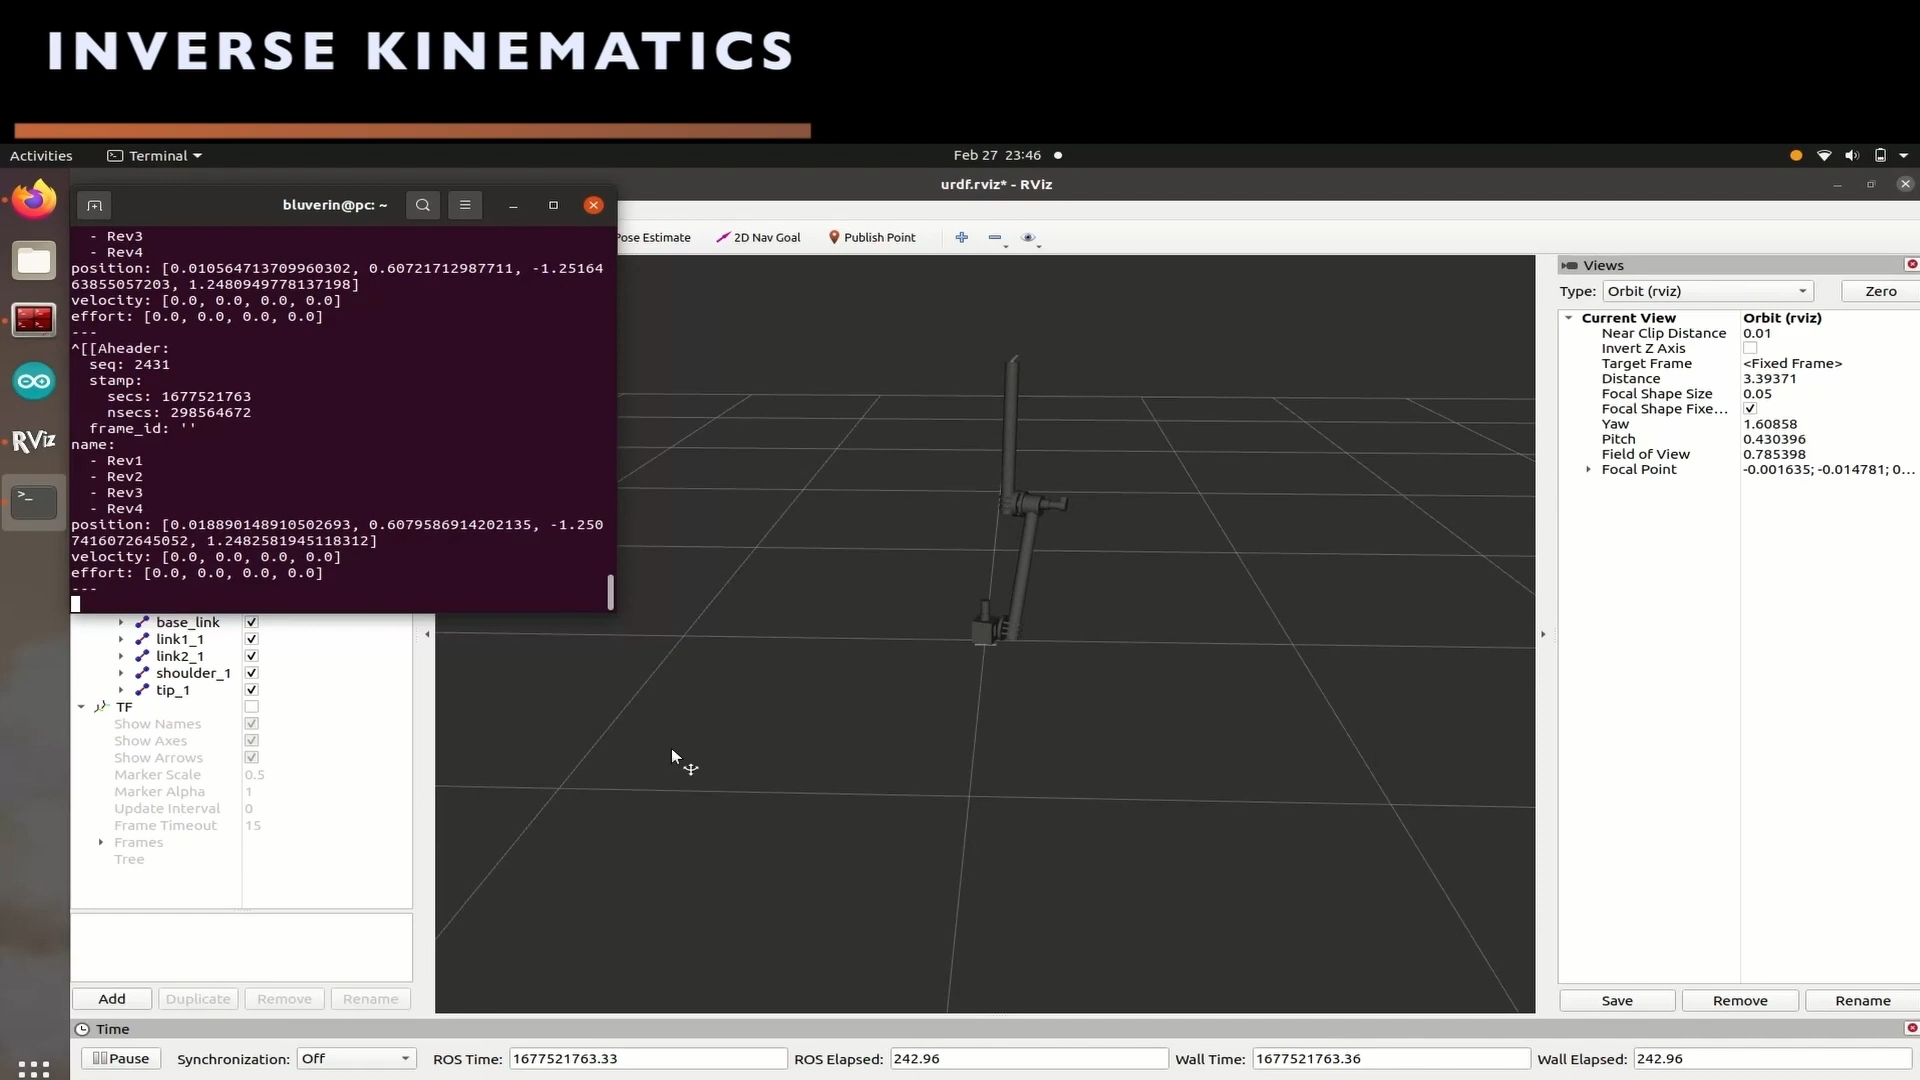 INVERSE KINEMATICS
Activities
Terminal
Feb 27 23:46
urdf.rviz* - RViz
bluverin@pc: ~
Pose Estimate
2D Nav Goal
Publish Point
- Rev3
- Rev4
position: [0.010564713709960302, 0.60721712987711, -1.25164
63855057203, 1.2480949778137198]
velocity: [0.0, 0.0, 0.0, 0.0]
effort: [0.0, 0.0, 0.0, 0.0]
---
^[[Aheader:
seq: 2431
stamp:
secs: 1677521763
nsecs: 298564672
frame_id: ''
name:
- Rev1
- Rev2
- Rev3
- Rev4
position: [0.018890148910502693, 0.6079586914202135, -1.250
7416072645052, 1.2482581945118312]
velocity: [0.0, 0.0, 0.0, 0.0]
effort: [0.0, 0.0, 0.0, 0.0]
---
RViz
>_
base_link
link1_1
link2_1
shoulder_1
tip_1
TF
Show Names
Show Axes
Show Arrows
Marker Scale 0.5
Marker Alpha 1
Update Interval 0
Frame Timeout 15
Frames
Tree
Add
Duplicate
Remove
Rename
Views
Type: Orbit (rviz) Zero
Current View Orbit (rviz)
Near Clip Distance 0.01
Invert Z Axis
Target Frame <Fixed Frame>
Distance 3.39371
Focal Shape Size 0.05
Focal Shape Fixe...
Yaw 1.60858
Pitch 0.430396
Field of View 0.785398
Focal Point -0.001635; -0.014781; 0...
Save
Remove
Rename
Time
Pause
Synchronization: Off
ROS Time: 1677521763.33
ROS Elapsed: 242.96
Wall Time: 1677521763.36
Wall Elapsed: 242.96